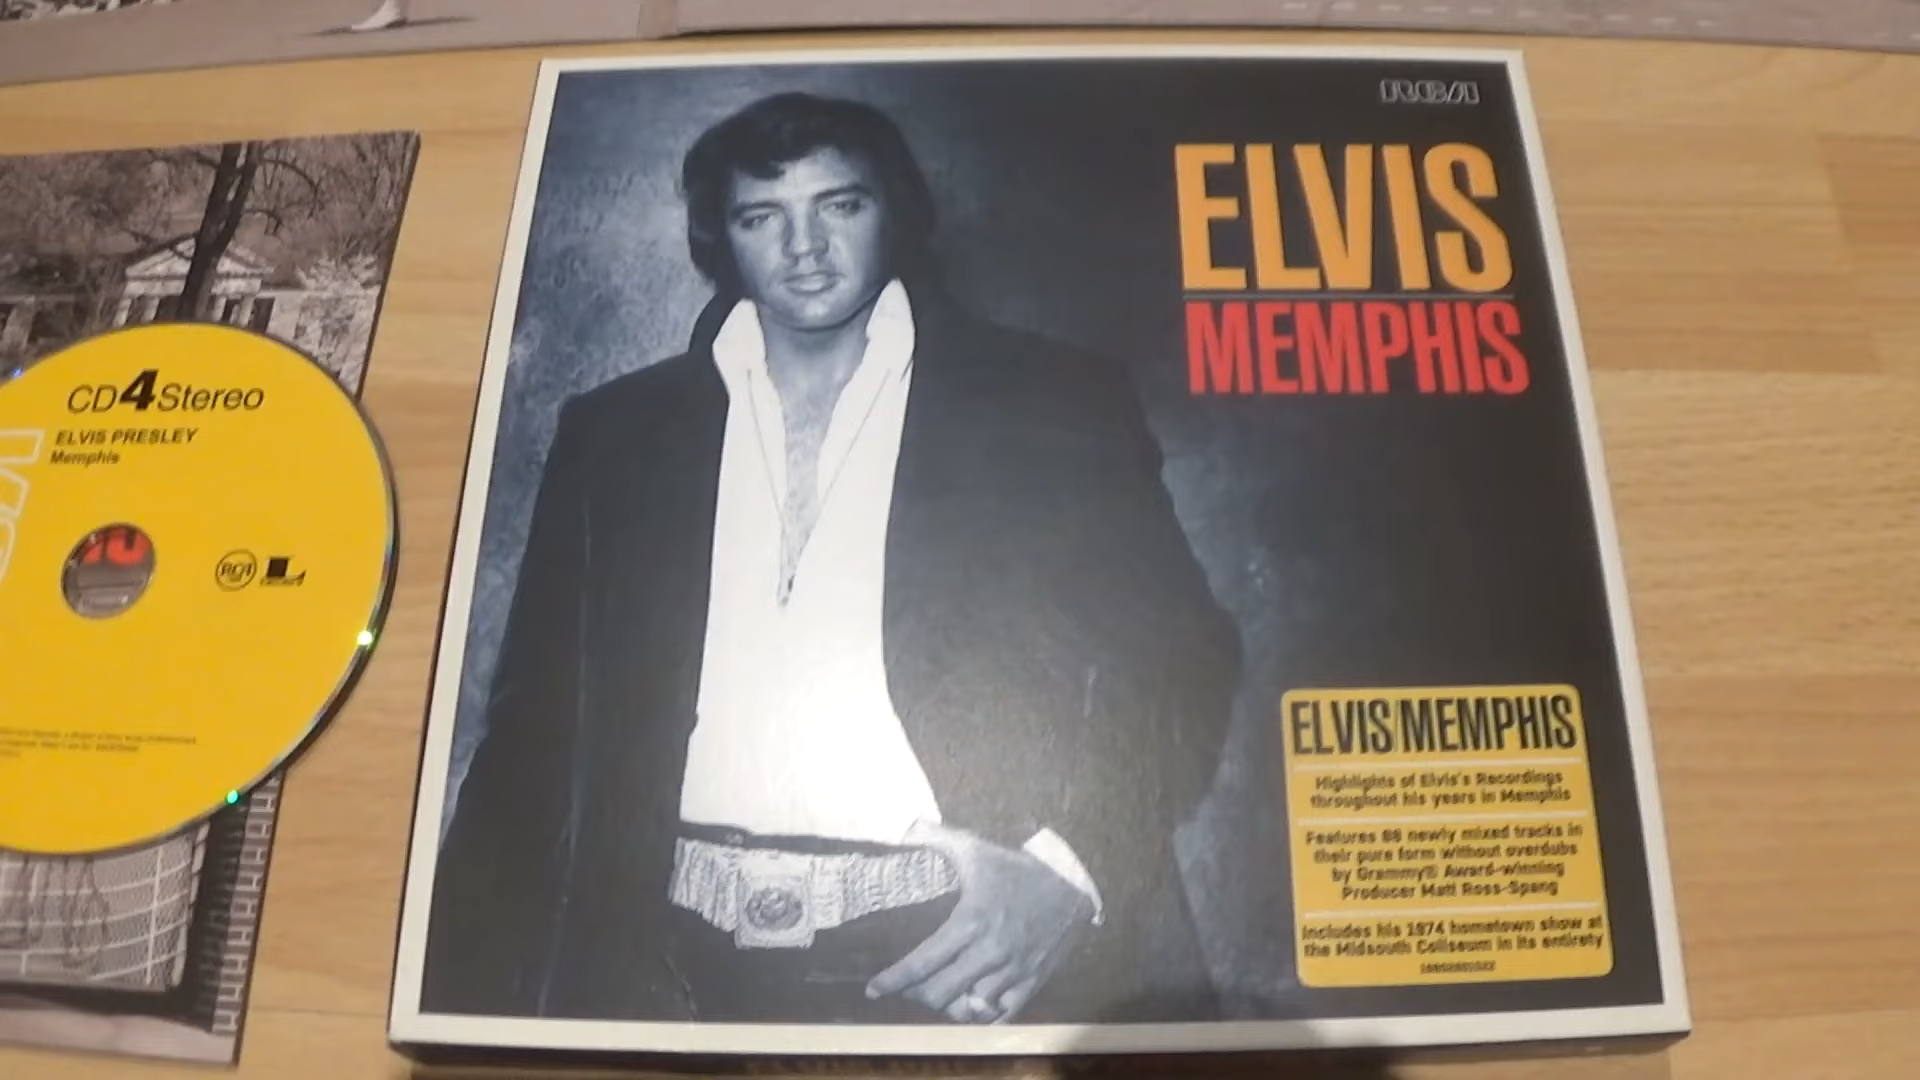 RCA
ELVIS
MEMPHIS
CD4Stereo
ELVIS PRESLEY
Memphis
RCA
ELVIS/MEMPHIS
Highlights of Elvis's Recordings
throughout his years in Memphis
Features 88 newly mixed tracks in
their pure form without overdubs
by Grammy® Award-winning
Producer Matt Ross-Spang
Includes his 1974 hometown show at
the Midsouth Coliseum in its entirety